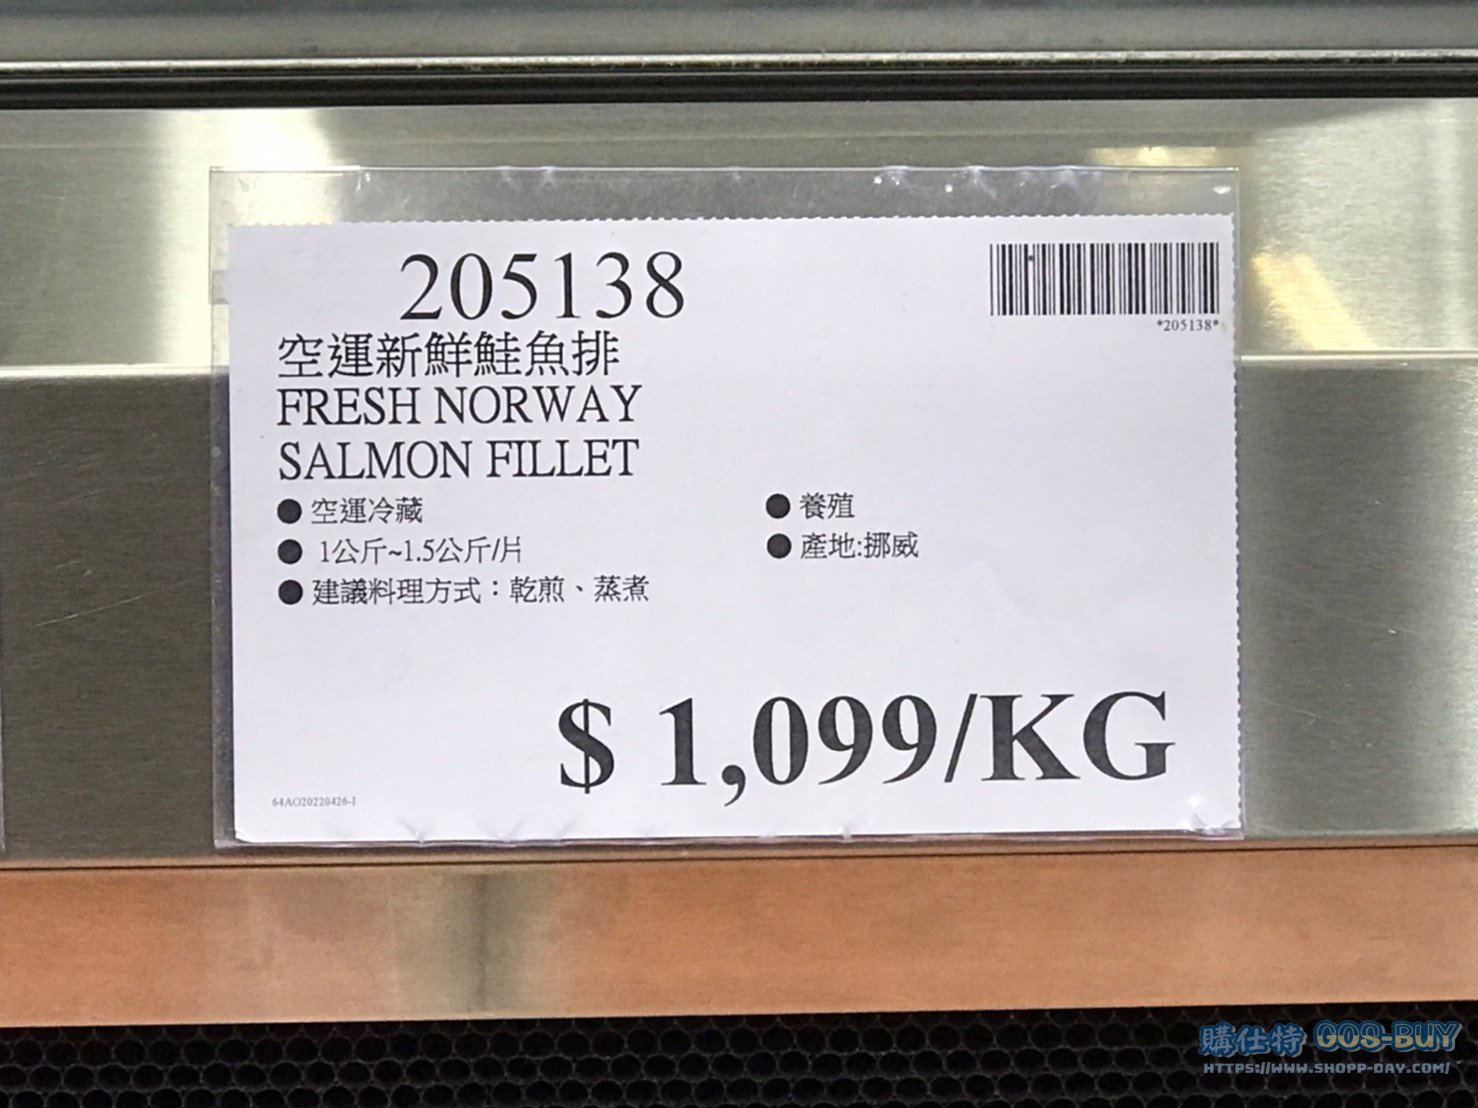 205138
*205138*
空運新鮮鮭魚排
FRESH NORWAY
SALMON FILLET
● 空運冷藏
● 1公斤~1.5公斤/片
● 建議料理方式：乾煎、蒸煮
● 養殖
● 產地:挪威
$ 1,099/KG
64AO20220426-I
購仕特 GOS-BUY
HTTPS://WWW.SHOPP-DAY.COM/